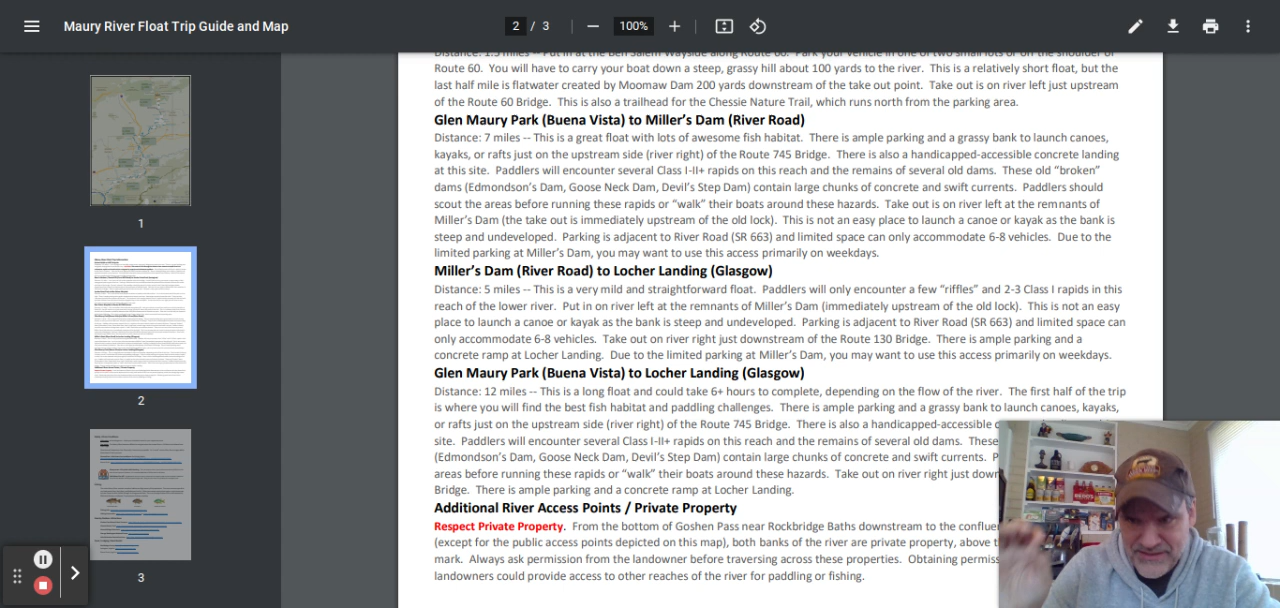 Maury River Float Trip Guide and Map
2 / 3
100%
Distance: 1.5 miles -- Put in at the Ben Salem Wayside along Route 60. Park your vehicle in one of two small lots or on the shoulder of
Route 60. You will have to carry your boat down a steep, grassy hill about 100 yards to the river. This is a relatively short float, but the
last half mile is flatwater created by Moomaw Dam 200 yards downstream of the take out point. Take out is on river left just upstream
of the Route 60 Bridge. This is also a trailhead for the Chessie Nature Trail, which runs north from the parking area.
Glen Maury Park (Buena Vista) to Miller's Dam (River Road)
Distance: 7 miles -- This is a great float with lots of awesome fish habitat. There is ample parking and a grassy bank to launch canoes,
kayaks, or rafts just on the upstream side (river right) of the Route 745 Bridge. There is also a handicapped-accessible concrete landing
at this site. Paddlers will encounter several Class I-II+ rapids on this reach and the remains of several old dams. These old "broken"
dams (Edmondson's Dam, Goose Neck Dam, Devil's Step Dam) contain large chunks of concrete and swift currents. Paddlers should
scout the areas before running these rapids or "walk" their boats around these hazards. Take out is on river left at the remnants of
Miller's Dam (the take out is immediately upstream of the old lock). This is not an easy place to launch a canoe or kayak as the bank is
steep and undeveloped. Parking is adjacent to River Road (SR 663) and limited space can only accommodate 6-8 vehicles. Due to the
limited parking at Miller's Dam, you may want to use this access primarily on weekdays.
Miller's Dam (River Road) to Locher Landing (Glasgow)
Distance: 5 miles -- This is a very mild and straightforward float. Paddlers will only encounter a few "riffles" and 2-3 Class I rapids in this
reach of the lower river. Put in on river left at the remnants of Miller's Dm (immediately upstream of the old lock). This is not an easy
place to launch a canoe or kayak as the bank is steep and undeveloped. Parking is adjacent to River Road (SR 663) and limited space can
only accommodate 6-8 vehicles. Take out on river right just downstream of the Route 130 Bridge. There is ample parking and a
concrete ramp at Locher Landing. Due to the limited parking at Miller's Dam, you may want to use this access primarily on weekdays.
Glen Maury Park (Buena Vista) to Locher Landing (Glasgow)
Distance: 12 miles -- This is a long float and could take 6+ hours to complete, depending on the flow of the river. The first half of the trip
is where you will find the best fish habitat and paddling challenges. There is ample parking and a grassy bank to launch canoes, kayaks,
or rafts just on the upstream side (river right) of the Route 745 Bridge. There is also a handicapped-accessible
site. Paddlers will encounter several Class I-II+ rapids on this reach and the remains of several old dams. These
(Edmondson's Dam, Goose Neck Dam, Devil's Step Dam) contain large chunks of concrete and swift currents.
areas before running these rapids or "walk" their boats around these hazards. Take out on river right just
Bridge. There is ample parking and a concrete ramp at Locher Landing.
Additional River Access Points / Private Property
Respect Private Property. From the bottom of Goshen Pass near Rockbridge Baths downstream to the
(except for the public access points depicted on this map), both banks of the river are private property, above
mark. Always ask permission from the landowner before traversing across these properties. Obtaining
landowners could provide access to other reaches of the river for paddling or fishing.
1
2
3